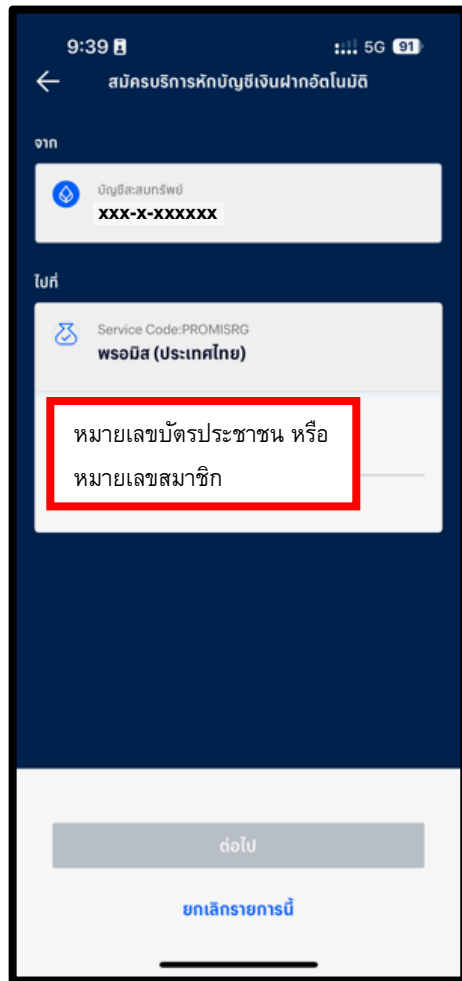 9:39 5G 91
สมัครบริการหักบัญชีเงินฝากอัตโนมัติ
จาก
บัญชีสะสมทรัพย์
xxx-x-xxxxxx
ไปที่
Service Code:PROMISRG
พรอมิส (ประเทศไทย)
หมายเลขบัตรประชาชน หรือ
หมายเลขสมาชิก
ต่อไป
ยกเลิกรายการนี้